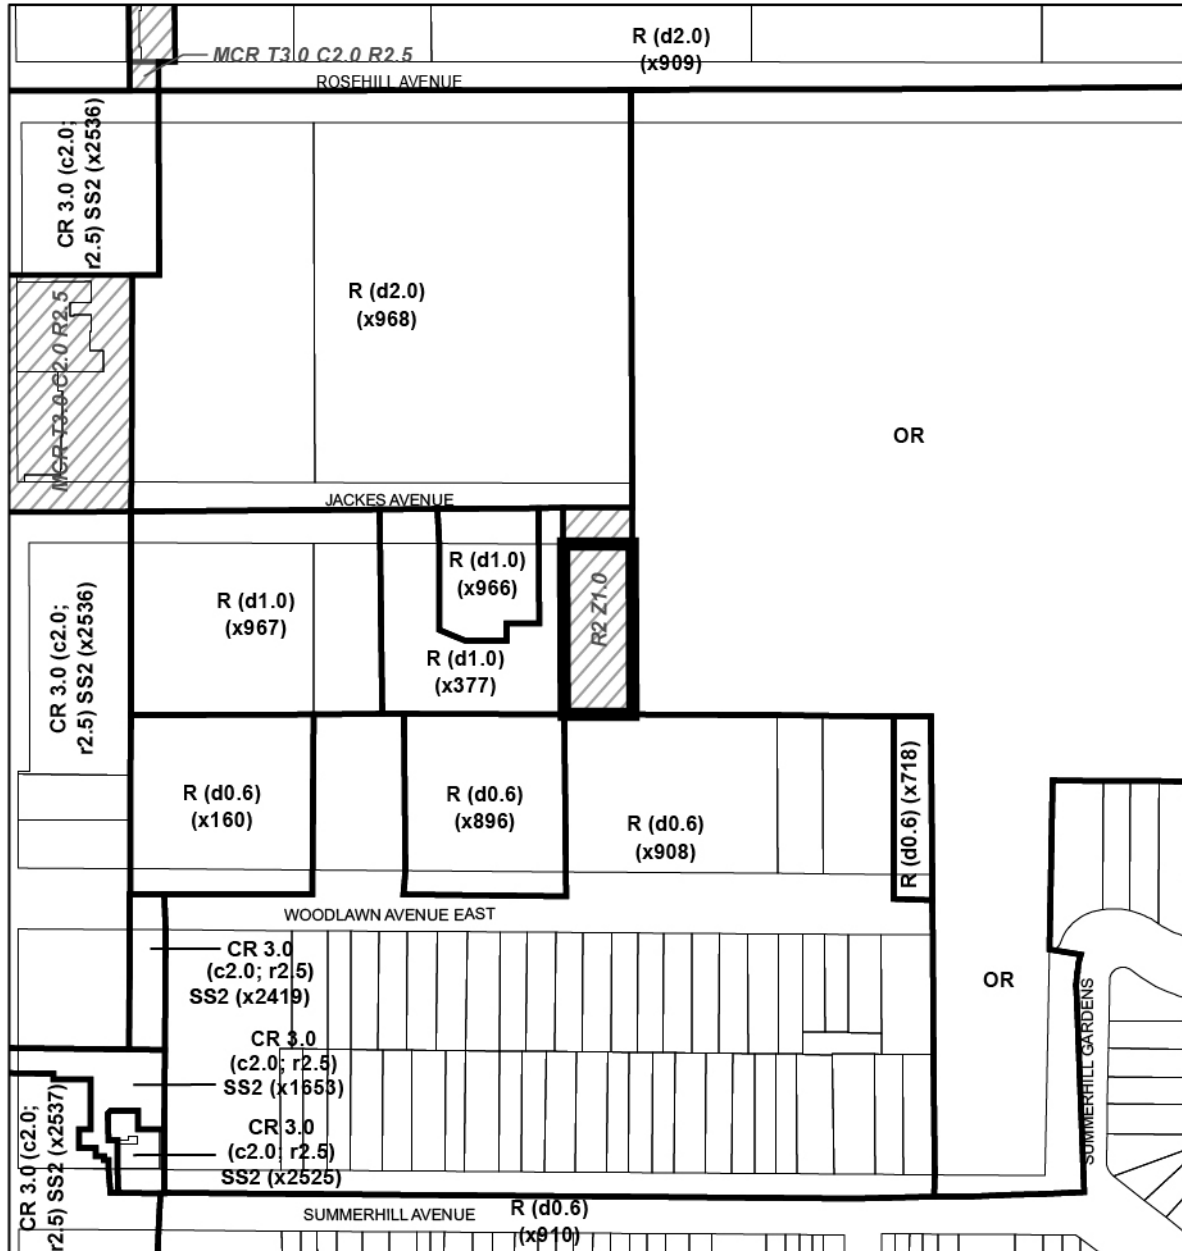 R (d2.0)
(x909)
MCR T3.0 C2.0 R2.5
ROSEHILL AVENUE
CR 3.0 (c2.0;
r2.5) SS2 (x2536)
R (d2.0)
(x968)
MCR T3.0 C2.0 R2.5
OR
JACKES AVENUE
R (d1.0)
(x966)
R (d1.0)
(x967)
R2 Z1.0
CR 3.0 (c2.0;
r2.5) SS2 (x2536)
R (d1.0)
(x377)
R (d0.6)
(x160)
R (d0.6)
(x896)
R (d0.6)
(x908)
R (d0.6) (x718)
WOODLAWN AVENUE EAST
CR 3.0
(c2.0; r2.5)
SS2 (x2419)
OR
CR 3.0
(c2.0; r2.5)
SS2 (x1653)
SUMMERHILL GARDENS
CR 3.0 (c2.0;
r2.5) SS2 (x2537)
CR 3.0
(c2.0; r2.5)
SS2 (x2525)
SUMMERHILL AVENUE
R (d0.6)
(x910)